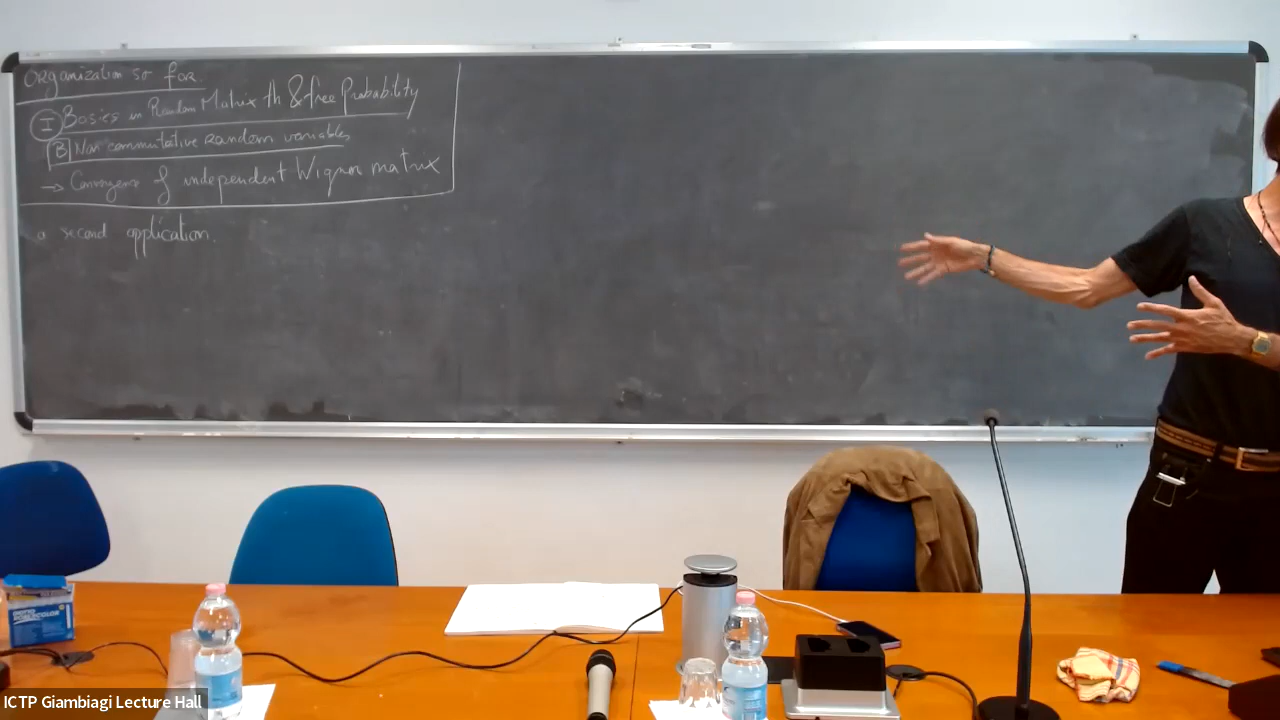 Organization so far
I Basics in Random Matrix th & free Probability
B Non commutative random variables
→ Convergence of independent Wigner matrix
a second application.
ICTP Giambiagi Lecture Hall